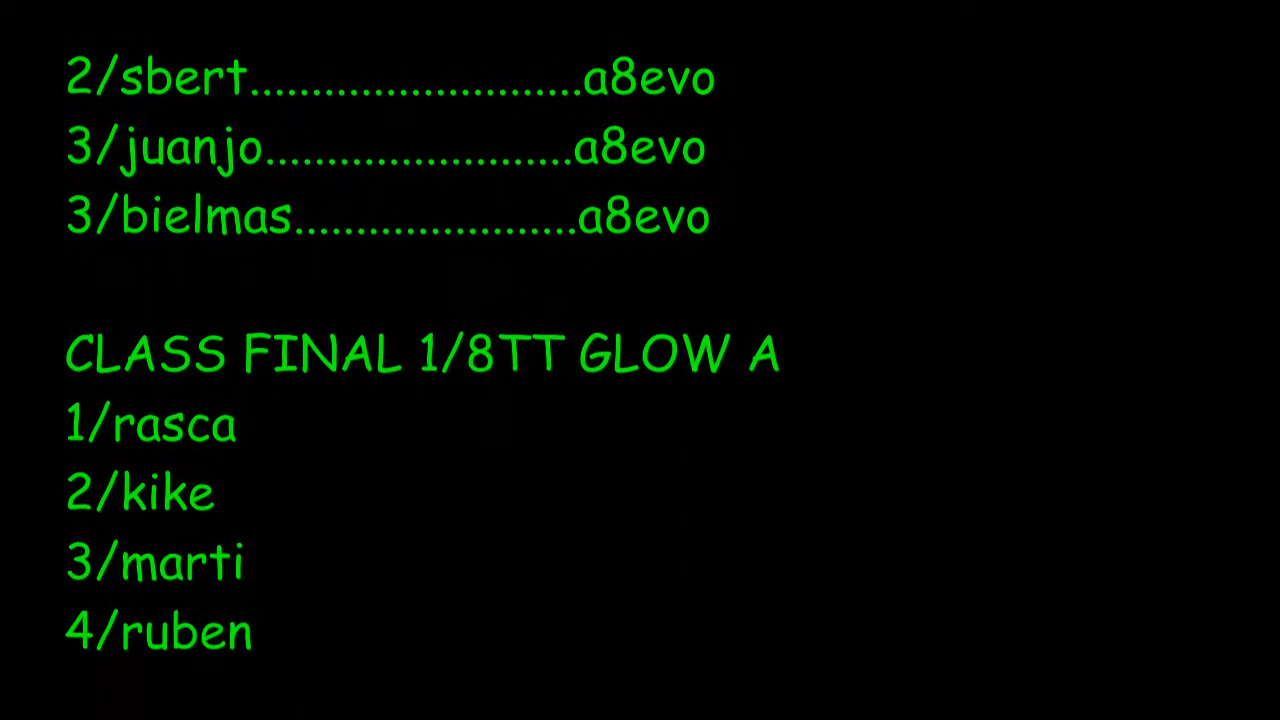 2/sbert...........................a8evo
3/juanjo.........................a8evo
3/bielmas.......................a8evo
CLASS FINAL 1/8TT GLOW A
1/rasca
2/kike
3/marti
4/ruben